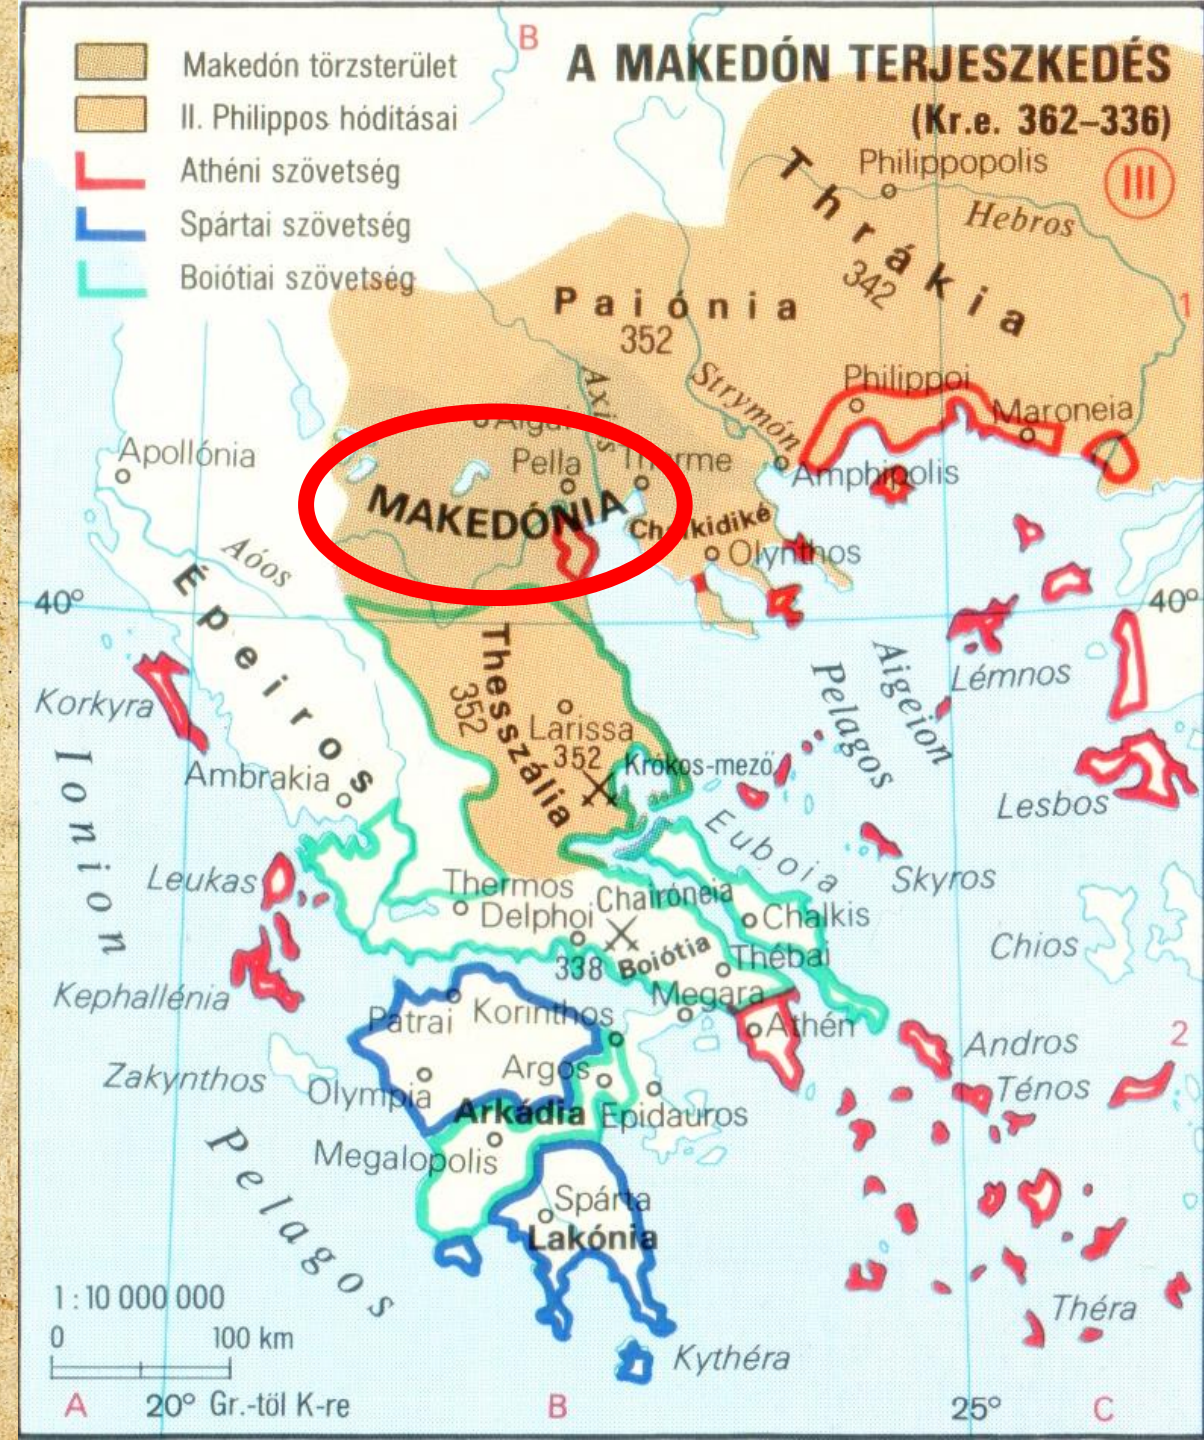 B
A MAKEDÓN TERJESZKEDÉS
(Kr.e. 362–336)
III
Makedón törzsterület
II. Philippos hódításai
Athéni szövetség
Spártai szövetség
Boiótiai szövetség
Philippopolis
Hebros
Thrákia
342
1
Paiónia
352
Axios
Strymón
Philippoi
Maroneia
Aigai
Apollónia
Pella
Therme
Amphipolis
MAKEDÓNIA
Chalkidiké
Olynthos
Aóos
40°
40°
Épeiros
Thesszália
352
Larissa
352
Krókos-mező
Aigeion
Pelagos
Lémnos
Korkyra
Ambrakia
Lesbos
Ionion
Pelagos
Euboia
Skyros
Leukas
Thermos
Chairóneia
Delphoi
338
Chalkis
Boiótia
Thébai
Chios
Kephallénia
Megara
Patrai
Korinthos
Athén
Andros
2
Zakynthos
Olympia
Argos
Ténos
Arkádia
Epidauros
Megalopolis
Spárta
Lakónia
1 : 10 000 000
0 100 km
Théra
Kythéra
A
20° Gr.-től K-re
B
25°
C